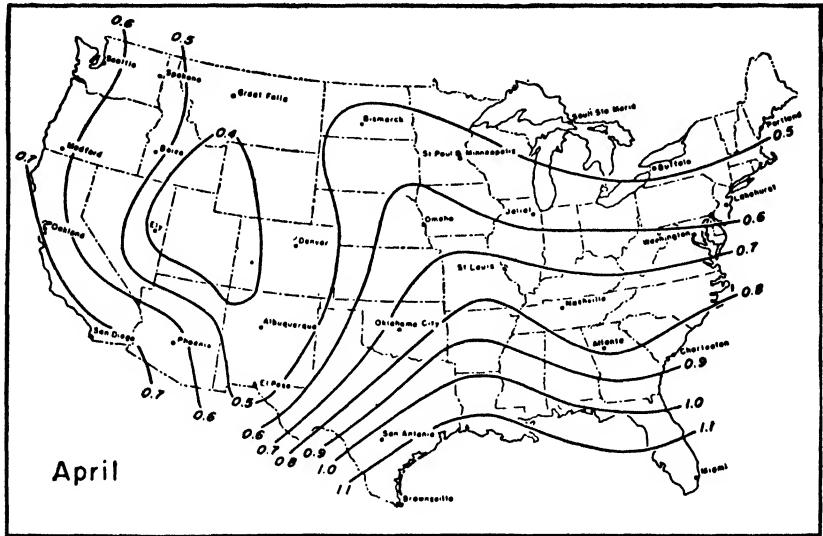 0.6
0.5
Seattle
Spokane
Great Falls
0.4
Bismarck
Sault Ste Marie
Portland
0.5
Medford
Boise
St Paul Minneapolis
Buffalo
0.7
Lakehurst
Ely
Omaha
Joliet
0.6
Oakland
Denver
Washington
0.7
St Louis
0.8
Nashville
San Diego
Phoenix
Albuquerque
Oklahoma City
Atlanta
Charleston
0.9
El Paso
0.7
0.6
0.5
1.0
0.6
0.7
0.8
0.9
1.0
San Antonio
1.1
April
1.1
Miami
Brownsville